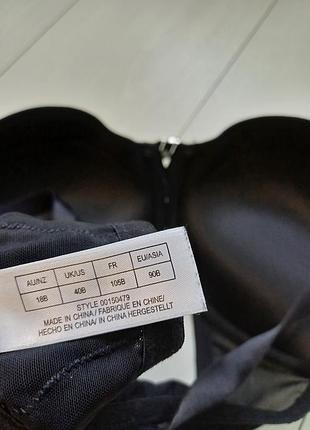 AU/NZ UK/US FR EU/ASIA
18B 40B 105B 90B
STYLE 00150479
MADE IN CHINA / FABRIQUE EN CHINE/
HECHO EN CHINA/ IN CHINA HERGESTELLT